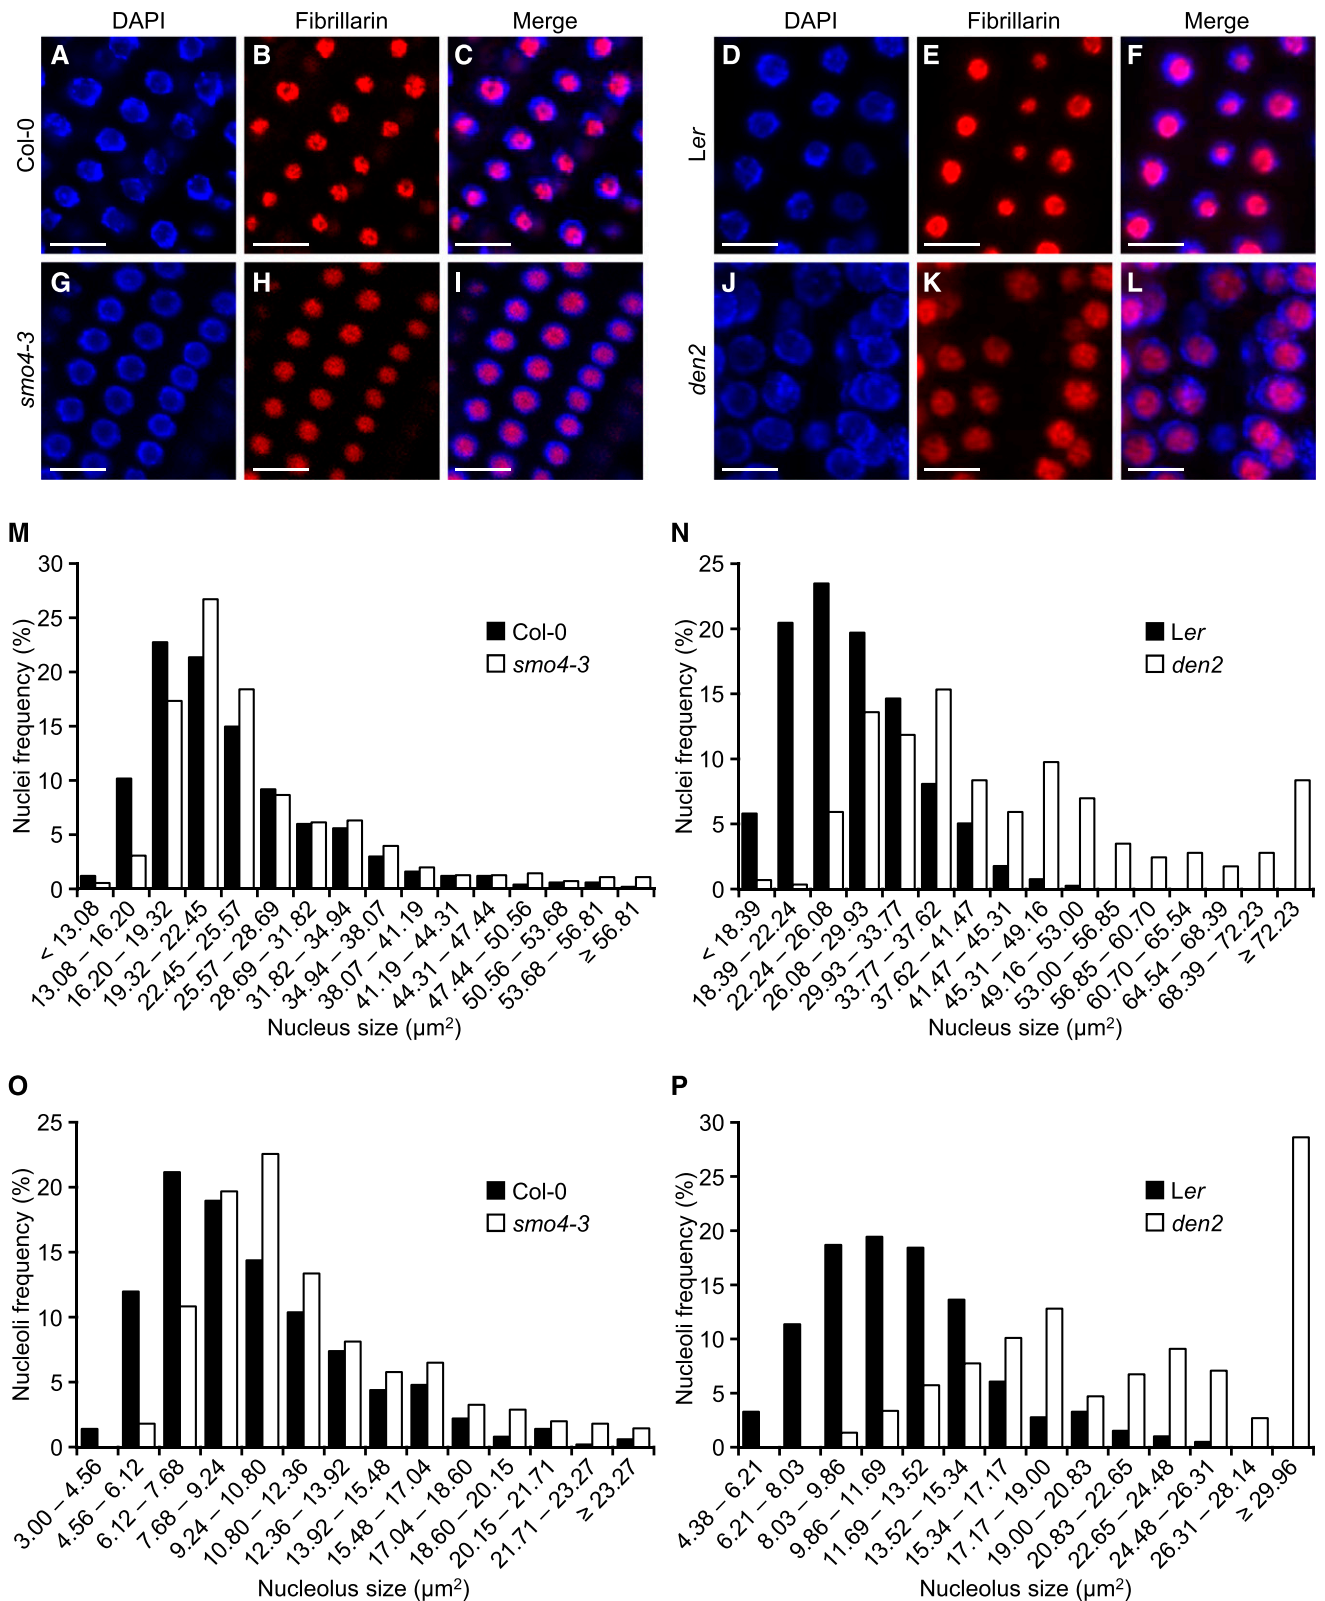 DAPI Fibrillarin Merge DAPI Fibrillarin Merge
Col-0 A B C Ler D E F
smo4-3 G H I den2 J K L
M
Nuclei frequency (%)
30
25
20
15
10
5
0
Col-0
smo4-3
< 13.08
13.08 – 16.20
16.20 – 19.32
19.32 – 22.45
22.45 – 25.57
25.57 – 28.69
28.69 – 31.82
31.82 – 34.94
34.94 – 38.07
38.07 – 41.19
41.19 – 44.31
44.31 – 47.44
47.44 – 50.56
50.56 – 53.68
53.68 – 56.81
≥ 56.81
Nucleus size (µm²)
N
Nuclei frequency (%)
25
20
15
10
5
0
Ler
den2
< 18.39
18.39 – 22.24
22.24 – 26.08
26.08 – 29.93
29.93 – 33.77
33.77 – 37.62
37.62 – 41.47
41.47 – 45.31
45.31 – 49.16
49.16 – 53.00
53.00 – 56.85
56.85 – 60.70
60.70 – 65.54
64.54 – 68.39
68.39 – 72.23
≥ 72.23
Nucleus size (µm²)
O
Nucleoli frequency (%)
25
20
15
10
5
0
Col-0
smo4-3
3.00 – 4.56
4.56 – 6.12
6.12 – 7.68
7.68 – 9.24
9.24 – 10.80
10.80 – 12.36
12.36 – 13.92
13.92 – 15.48
15.48 – 17.04
17.04 – 18.60
18.60 – 20.15
20.15 – 21.71
21.71 – 23.27
≥ 23.27
Nucleolus size (µm²)
P
Nucleoli frequency (%)
30
25
20
15
10
5
0
Ler
den2
4.38 – 6.21
6.21 – 8.03
8.03 – 9.86
9.86 – 11.69
11.69 – 13.52
13.52 – 15.34
15.34 – 17.17
17.17 – 19.00
19.00 – 20.83
20.83 – 22.65
22.65 – 24.48
24.48 – 26.31
26.31 – 28.14
≥ 29.96
Nucleolus size (µm²)